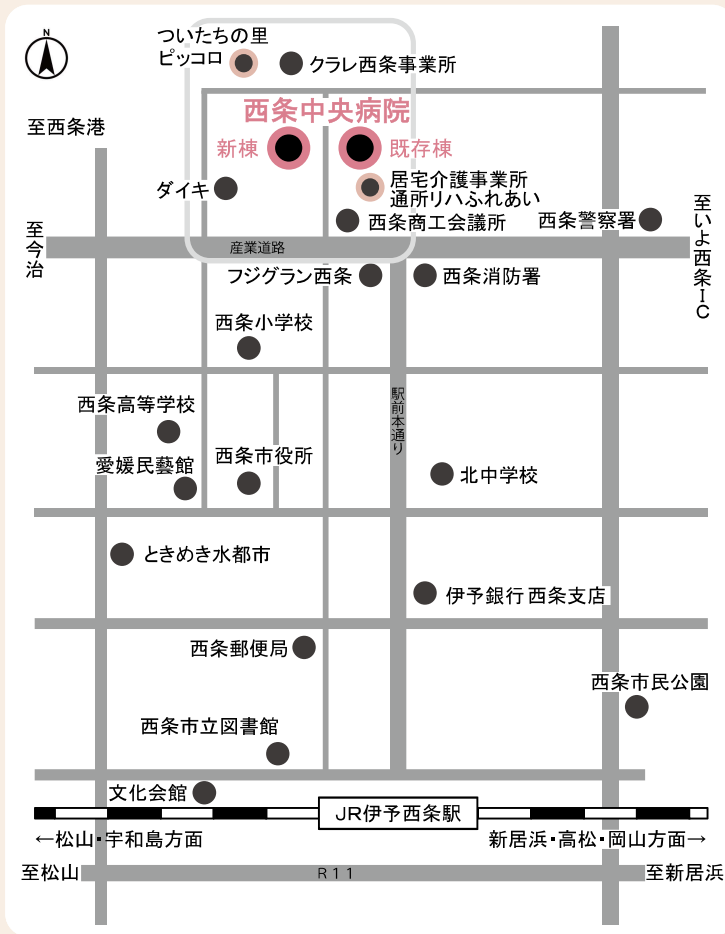 N
ついたちの里
ピッコロ
クラレ西条事業所
西条中央病院
新棟
既存棟
至西条港
ダイキ
居宅介護事業所
通所リハふれあい
西条商工会議所
西条警察署
至いよ西条IC
至今治
産業道路
フジグラン西条
西条消防署
西条小学校
駅前本通り
西条高等学校
西条市役所
愛媛民藝館
北中学校
ときめき水都市
伊予銀行 西条支店
西条郵便局
西条市民公園
西条市立図書館
文化会館
JR伊予西条駅
←松山・宇和島方面
新居浜・高松・岡山方面→
至松山
R11
至新居浜